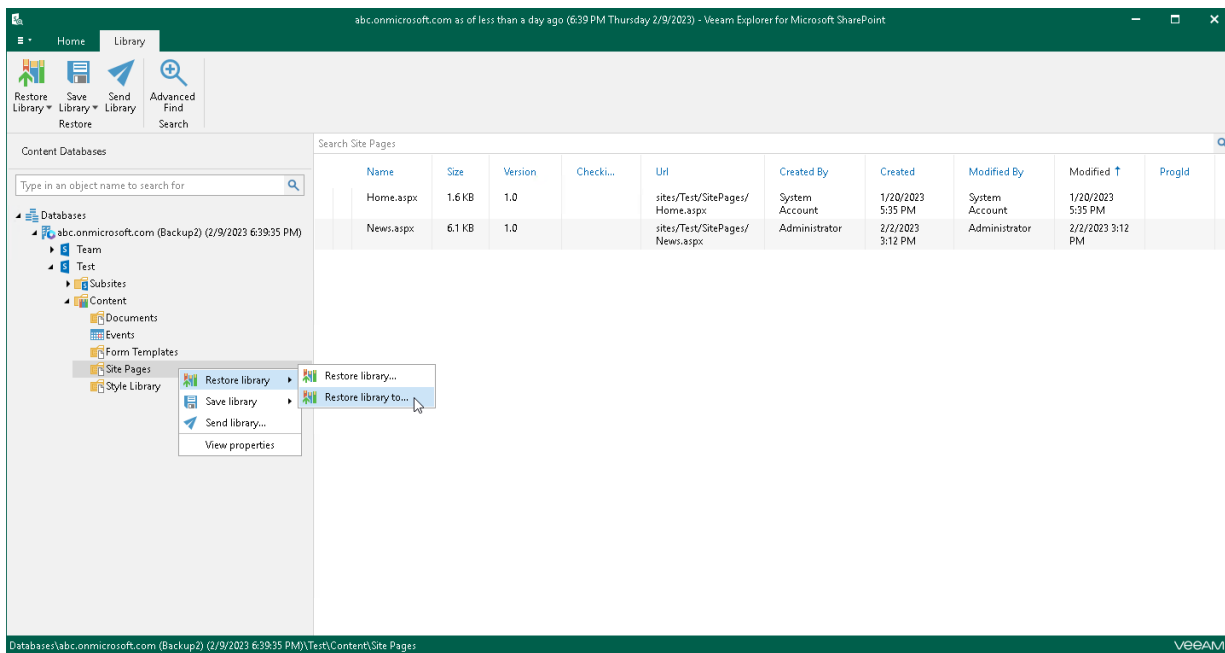 abc.onmicrosoft.com as of less than a day ago (6:39 PM Thursday 2/9/2023) - Veeam Explorer for Microsoft SharePoint
Home Library
Restore Library
Save Library
Send Library
Advanced Find
Restore
Search
Content Databases
Search Site Pages
Type in an object name to search for
Databases
abc.onmicrosoft.com (Backup2) (2/9/2023 6:39:35 PM)
Team
Test
Subsites
Content
Documents
Events
Form Templates
Site Pages
Style Library
Restore library
Save library
Send library...
View properties
Restore library...
Restore library to...
Name Size Version Checki... Url Created By Created Modified By Modified ProgId
Home.aspx 1.6 KB 1.0 sites/Test/SitePages/ System 1/20/2023 System 1/20/2023
Home.aspx Account 5:35 PM Account 5:35 PM
News.aspx 6.1 KB 1.0 sites/Test/SitePages/ Administrator 2/2/2023 Administrator 2/2/2023 3:12
News.aspx 3:12 PM PM
Databases\abc.onmicrosoft.com (Backup2) (2/9/2023 6:39:35 PM)\Test\Content\Site Pages
veeAM